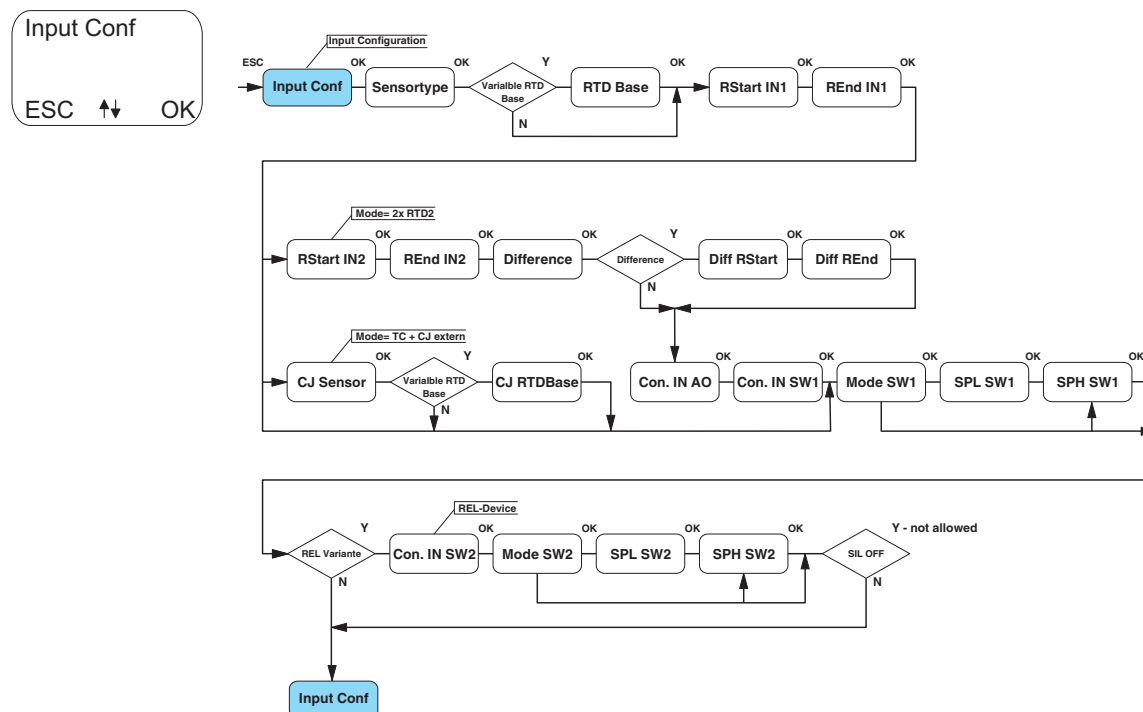 Input Conf
ESC OK
Input Configuration
ESC
Input Conf
OK
Sensortype
OK
Varialble RTD
Base
Y
N
RTD Base
OK
RStart IN1
OK
REnd IN1
OK
Mode= 2x RTD2
RStart IN2
OK
REnd IN2
OK
Difference
OK
Difference
Y
N
Diff RStart
OK
Diff REnd
OK
Mode= TC + CJ extern
CJ Sensor
OK
Varialble RTD
Base
Y
N
CJ RTDBase
OK
Con. IN AO
OK
Con. IN SW1
OK
Mode SW1
OK
SPL SW1
OK
SPH SW1
OK
REL Variante
Y
N
REL-Device
Con. IN SW2
OK
Mode SW2
OK
SPL SW2
OK
SPH SW2
OK
SIL OFF
Y - not allowed
N
Input Conf